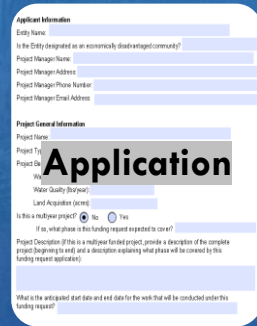 Applicant Information
Entity Name:
Is the Entity designated as an economically disadvantaged community?
Project Manager Name:
Project Manager Address:
Project Manager Phone Number:
Project Manager Email Address:
Project General Information
Project Name:
Project Ty
Project Be
Application
Wa
Water Quality (lbs/year):
Land Acquisition (acres):
Is this a multiyear project? No Yes
If so, what phase is this funding request expected to cover?
Project Description (if this is a multiyear funded project, provide a description of the complete
project (beginning to end) and a description explaining what phase will be covered by this
funding request application):
What is the anticipated start date and end date for the work that will be conducted under this
funding request?